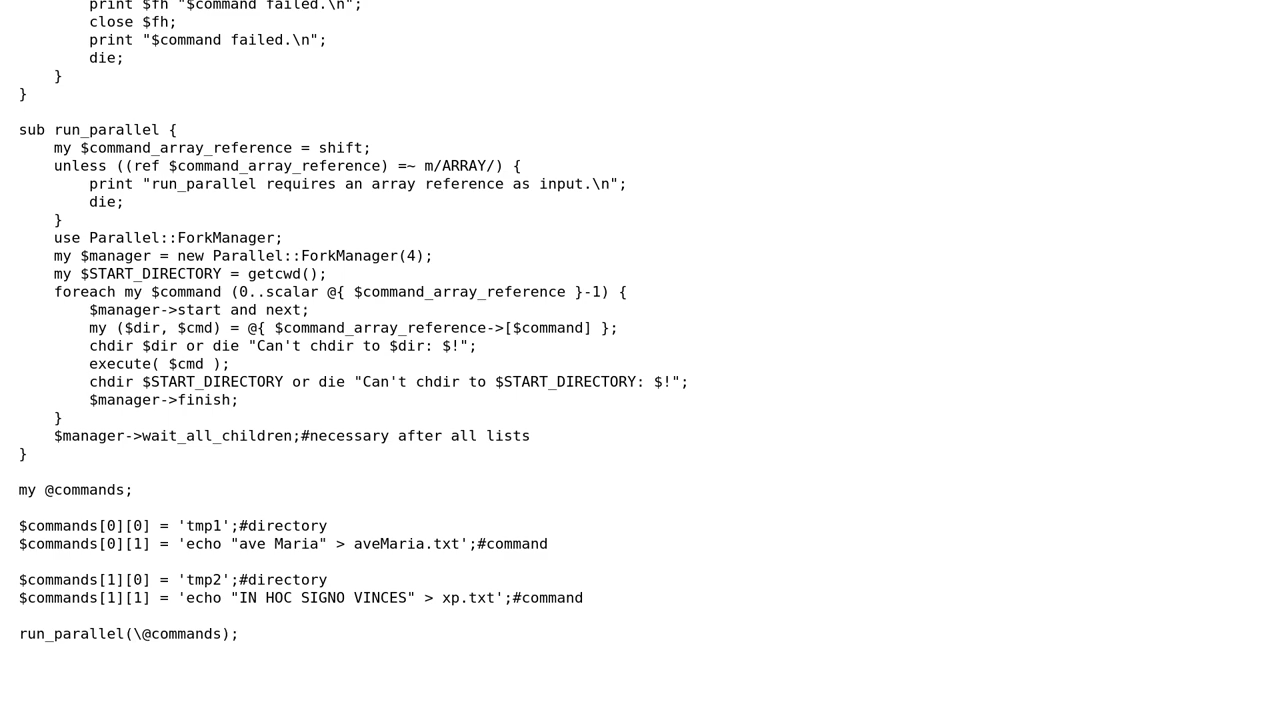 print $fh "$command failed.\n";
        close $fh;
        print "$command failed.\n";
        die;
    }
}

sub run_parallel {
    my $command_array_reference = shift;
    unless ((ref $command_array_reference) =~ m/ARRAY/) {
        print "run_parallel requires an array reference as input.\n";
        die;
    }
    use Parallel::ForkManager;
    my $manager = new Parallel::ForkManager(4);
    my $START_DIRECTORY = getcwd();
    foreach my $command (0..scalar @{ $command_array_reference }-1) {
        $manager->start and next;
        my ($dir, $cmd) = @{ $command_array_reference->[$command] };
        chdir $dir or die "Can't chdir to $dir: $!";
        execute( $cmd );
        chdir $START_DIRECTORY or die "Can't chdir to $START_DIRECTORY: $!";
        $manager->finish;
    }
    $manager->wait_all_children;#necessary after all lists
}

my @commands;

$commands[0][0] = 'tmp1';#directory
$commands[0][1] = 'echo "ave Maria" > aveMaria.txt';#command

$commands[1][0] = 'tmp2';#directory
$commands[1][1] = 'echo "IN HOC SIGNO VINCES" > xp.txt';#command

run_parallel(\@commands);